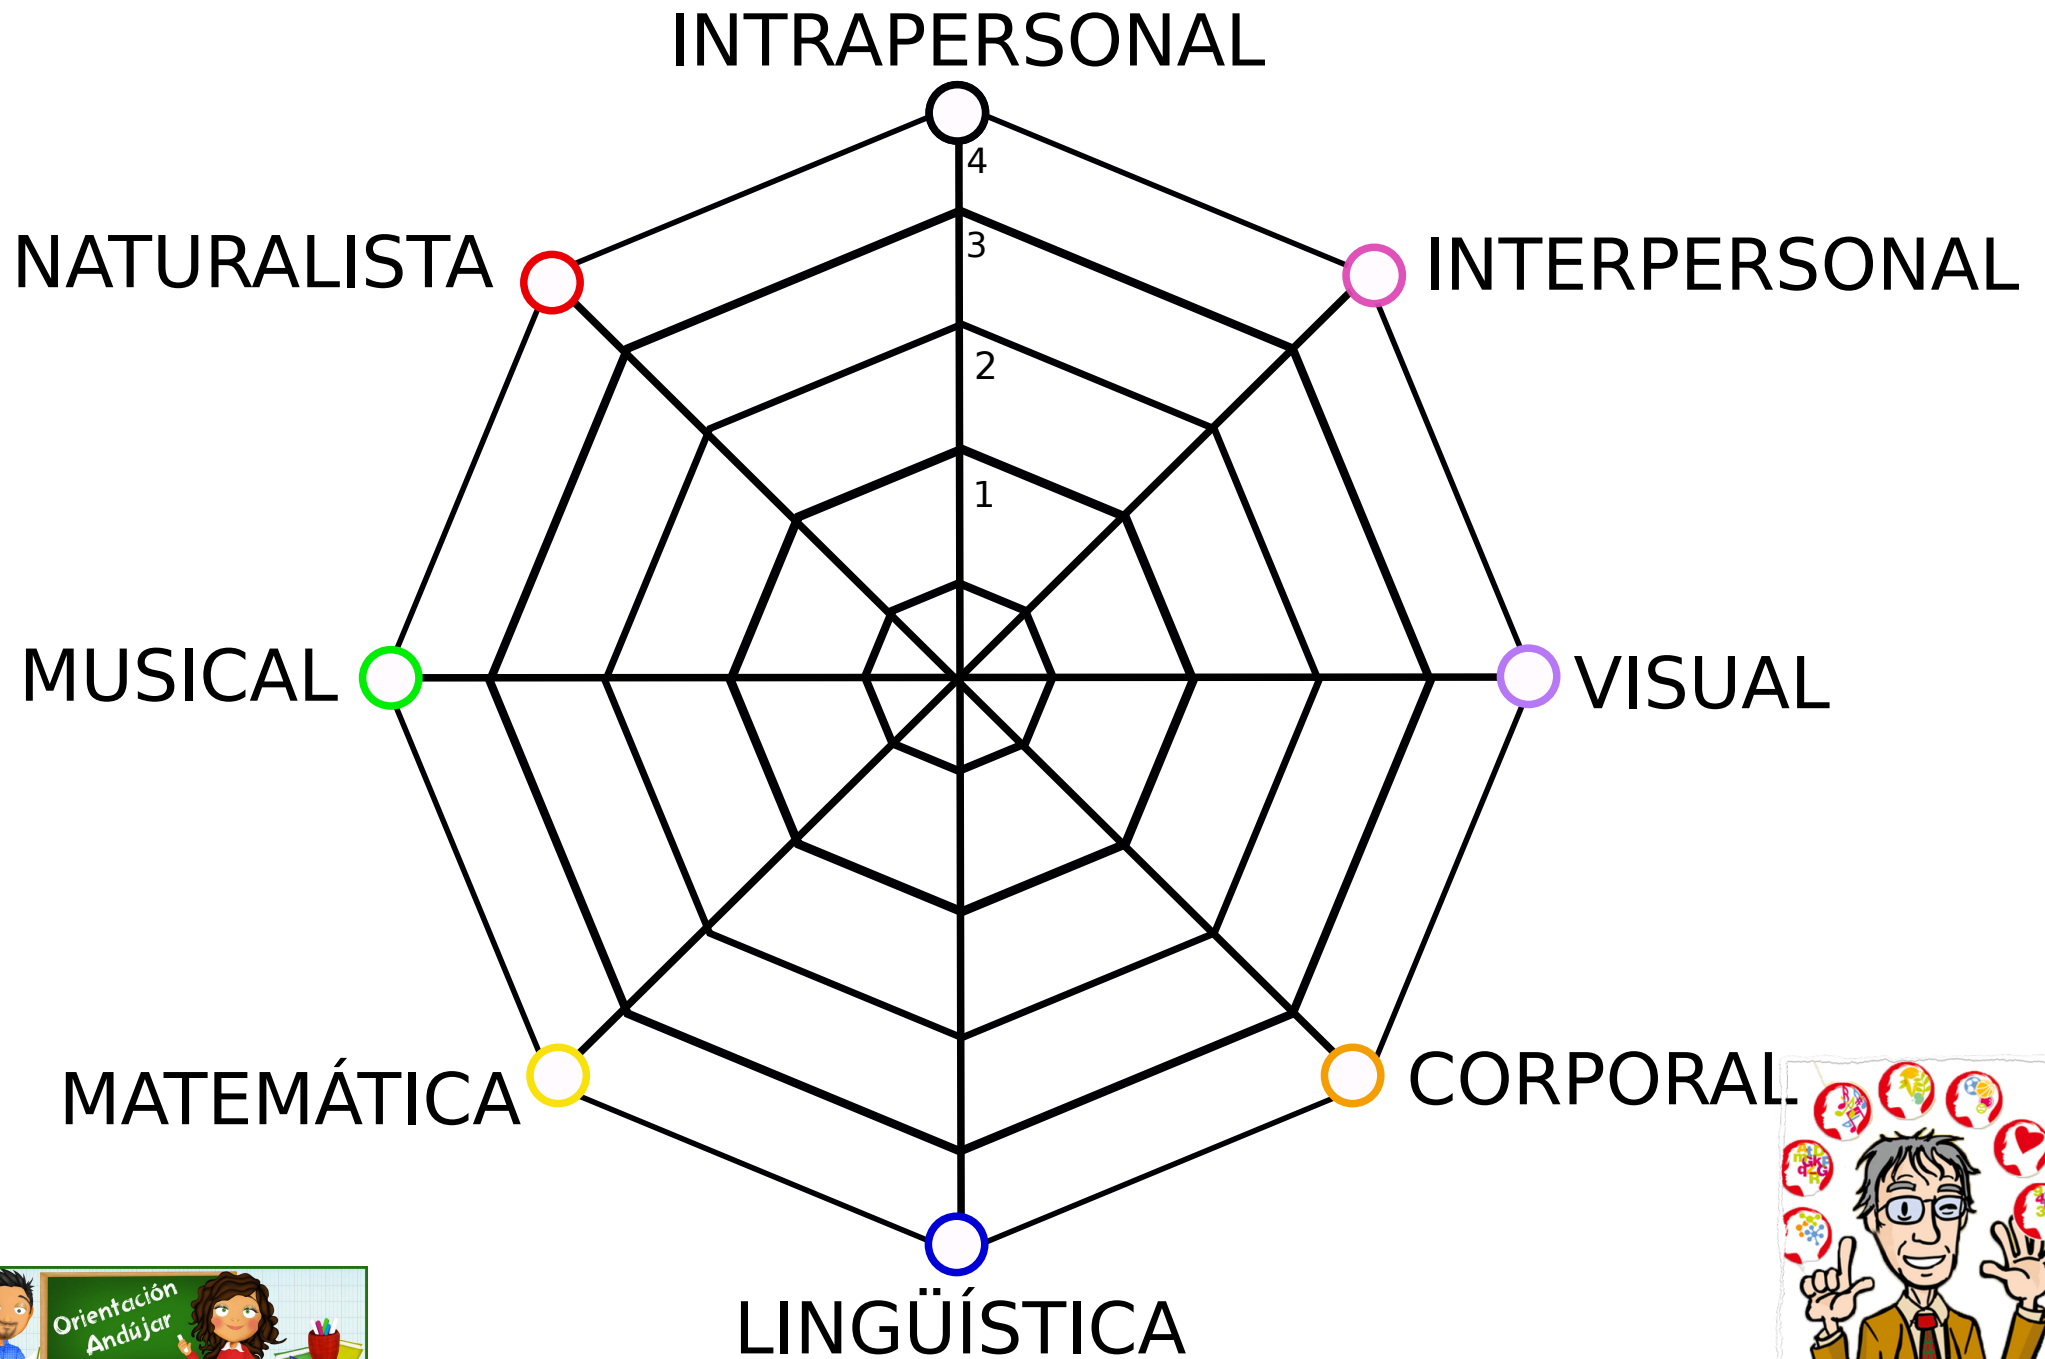 INTRAPERSONAL
4
NATURALISTA
3
INTERPERSONAL
2
1
MUSICAL
VISUAL
MATEMÁTICA
CORPORAL
LINGÜÍSTICA
Orientación
Andújar